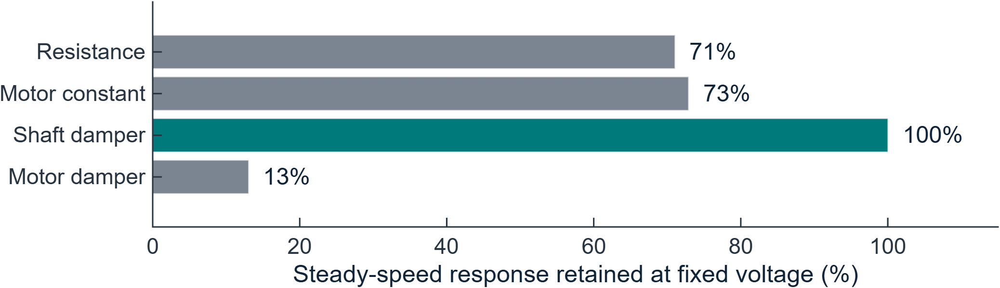 Resistance 71%
Motor constant 73%
Shaft damper 100%
Motor damper 13%
0 20 40 60 80 100
Steady-speed response retained at fixed voltage (%)